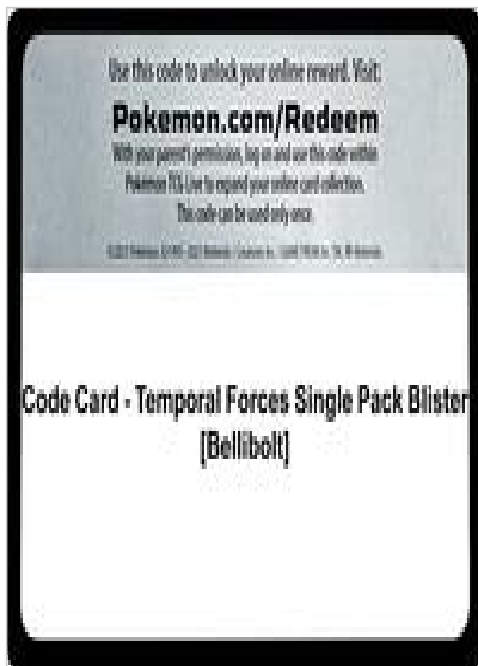 Use this code to unlock your online reward. Visit:
Pokemon.com/Redeem
With your parent's permission, log on and use this code within
Pokémon TCG Live to expand your online card collection.
This code can be used only once.
Code Card - Temporal Forces Single Pack Blister
[Bellibolt]